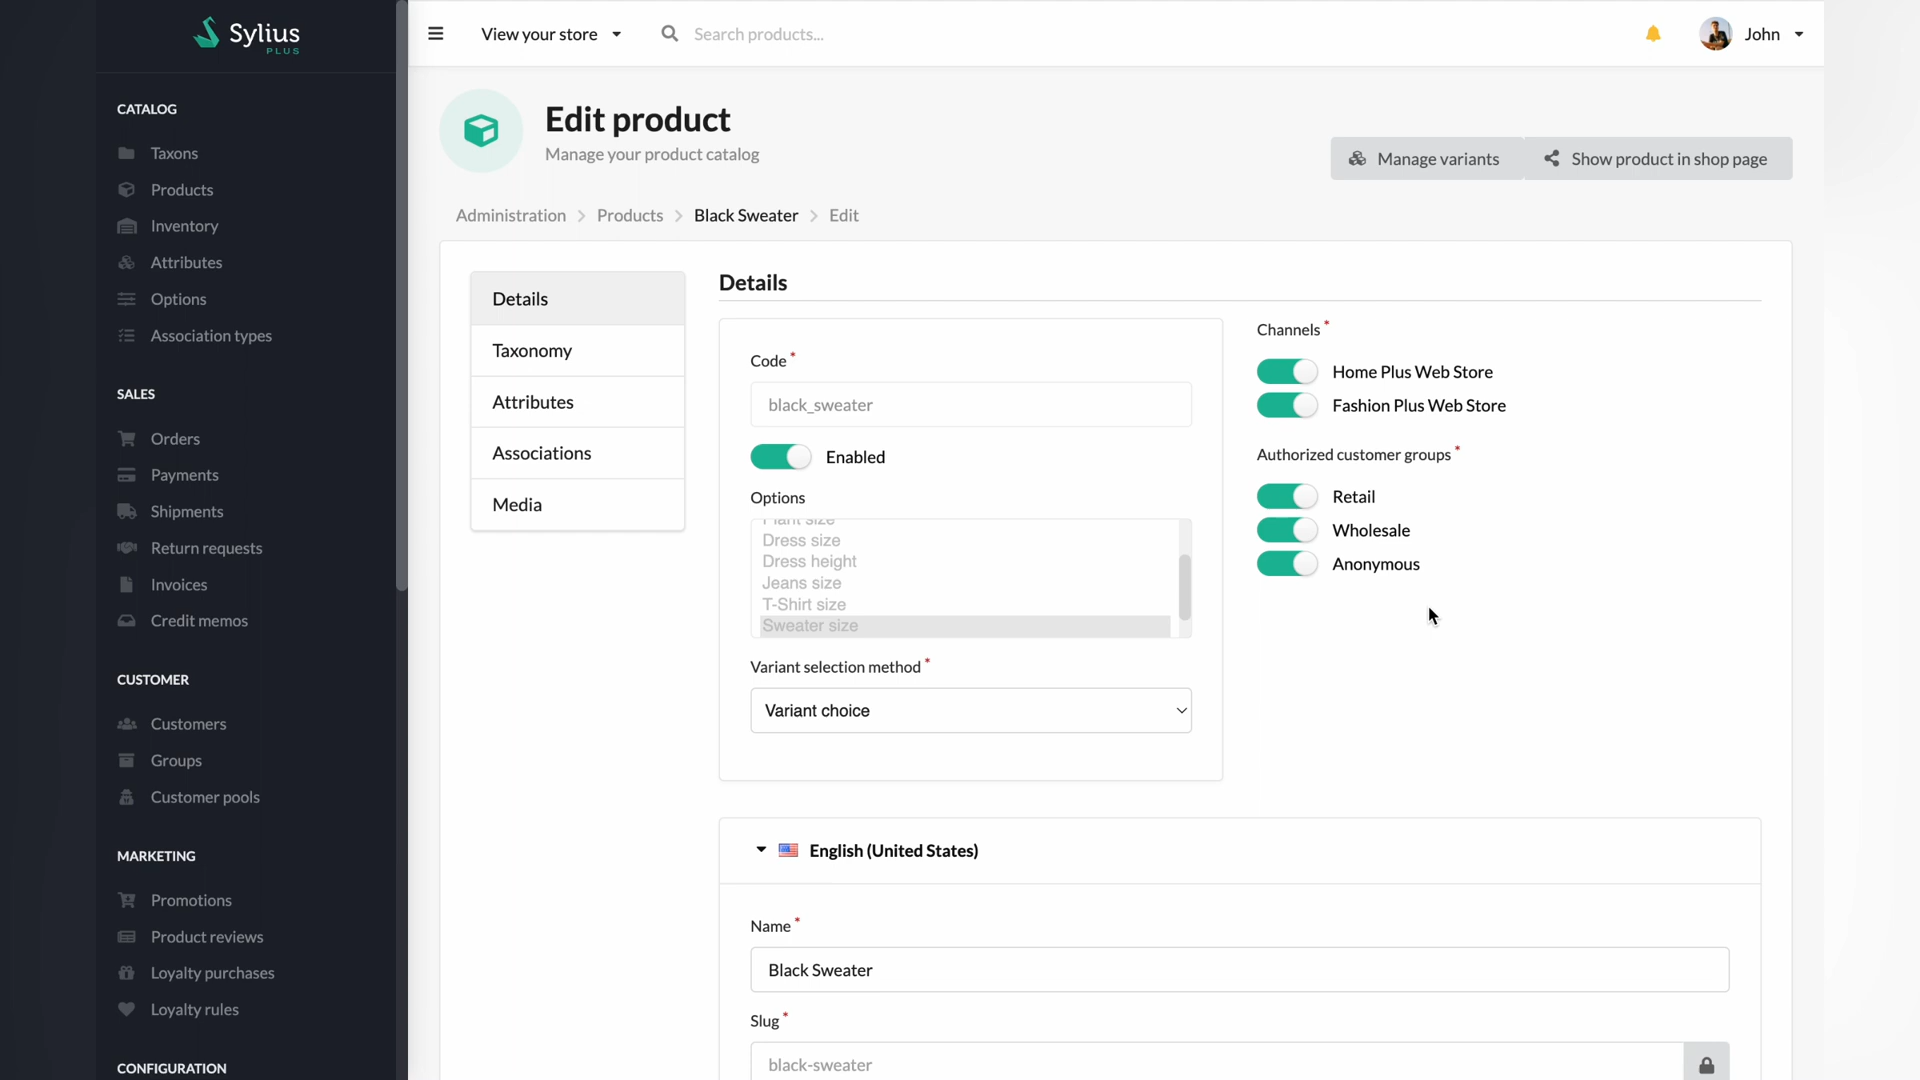 Sylius
PLUS
View your store
Search products...
John
CATALOG
Taxons
Products
Inventory
Attributes
Options
Association types
SALES
Orders
Payments
Shipments
Return requests
Invoices
Credit memos
CUSTOMER
Customers
Groups
Customer pools
MARKETING
Promotions
Product reviews
Loyalty purchases
Loyalty rules
CONFIGURATION
Edit product
Manage your product catalog
Manage variants
Show product in shop page
Administration > Products > Black Sweater > Edit
Details
Taxonomy
Attributes
Associations
Media
Details
Code *
black_sweater
Enabled
Options
Plant size
Dress size
Dress height
Jeans size
T-Shirt size
Sweater size
Variant selection method *
Variant choice
Channels *
Home Plus Web Store
Fashion Plus Web Store
Authorized customer groups *
Retail
Wholesale
Anonymous
English (United States)
Name *
Black Sweater
Slug *
black-sweater